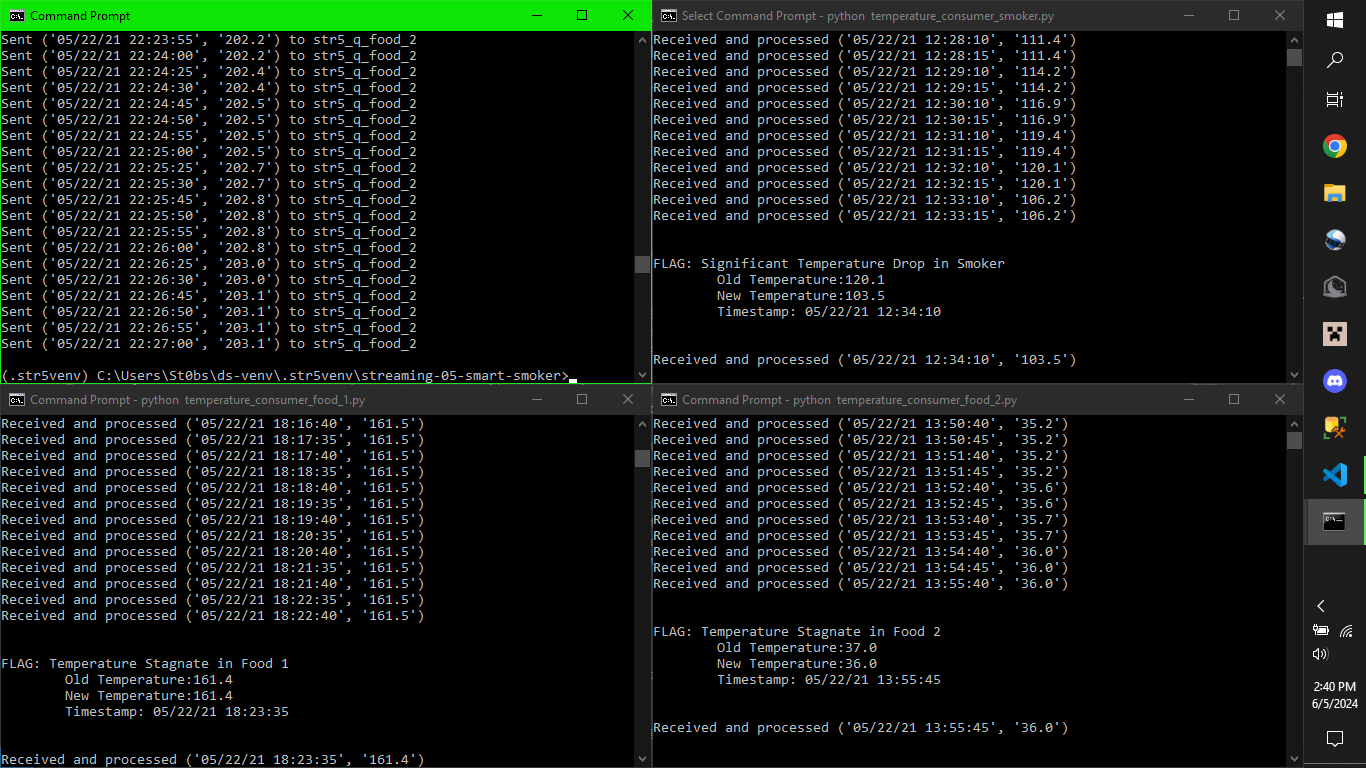 Command Prompt
Sent ('05/22/21 22:23:55', '202.2') to str5_q_food_2
Sent ('05/22/21 22:24:00', '202.2') to str5_q_food_2
Sent ('05/22/21 22:24:25', '202.4') to str5_q_food_2
Sent ('05/22/21 22:24:30', '202.4') to str5_q_food_2
Sent ('05/22/21 22:24:45', '202.5') to str5_q_food_2
Sent ('05/22/21 22:24:50', '202.5') to str5_q_food_2
Sent ('05/22/21 22:24:55', '202.5') to str5_q_food_2
Sent ('05/22/21 22:25:00', '202.5') to str5_q_food_2
Sent ('05/22/21 22:25:25', '202.7') to str5_q_food_2
Sent ('05/22/21 22:25:30', '202.7') to str5_q_food_2
Sent ('05/22/21 22:25:45', '202.8') to str5_q_food_2
Sent ('05/22/21 22:25:50', '202.8') to str5_q_food_2
Sent ('05/22/21 22:25:55', '202.8') to str5_q_food_2
Sent ('05/22/21 22:26:00', '202.8') to str5_q_food_2
Sent ('05/22/21 22:26:25', '203.0') to str5_q_food_2
Sent ('05/22/21 22:26:30', '203.0') to str5_q_food_2
Sent ('05/22/21 22:26:45', '203.1') to str5_q_food_2
Sent ('05/22/21 22:26:50', '203.1') to str5_q_food_2
Sent ('05/22/21 22:26:55', '203.1') to str5_q_food_2
Sent ('05/22/21 22:27:00', '203.1') to str5_q_food_2
(.str5venv) C:\Users\St0bs\ds-venv\.str5venv\streaming-05-smart-smoker>
Select Command Prompt - python  temperature_consumer_smoker.py
Received and processed ('05/22/21 12:28:10', '111.4')
Received and processed ('05/22/21 12:28:15', '111.4')
Received and processed ('05/22/21 12:29:10', '114.2')
Received and processed ('05/22/21 12:29:15', '114.2')
Received and processed ('05/22/21 12:30:10', '116.9')
Received and processed ('05/22/21 12:30:15', '116.9')
Received and processed ('05/22/21 12:31:10', '119.4')
Received and processed ('05/22/21 12:31:15', '119.4')
Received and processed ('05/22/21 12:32:10', '120.1')
Received and processed ('05/22/21 12:32:15', '120.1')
Received and processed ('05/22/21 12:33:10', '106.2')
Received and processed ('05/22/21 12:33:15', '106.2')
FLAG: Significant Temperature Drop in Smoker
Old Temperature:120.1
New Temperature:103.5
Timestamp: 05/22/21 12:34:10
Received and processed ('05/22/21 12:34:10', '103.5')
Command Prompt - python  temperature_consumer_food_1.py
Received and processed ('05/22/21 18:16:40', '161.5')
Received and processed ('05/22/21 18:17:35', '161.5')
Received and processed ('05/22/21 18:17:40', '161.5')
Received and processed ('05/22/21 18:18:35', '161.5')
Received and processed ('05/22/21 18:18:40', '161.5')
Received and processed ('05/22/21 18:19:35', '161.5')
Received and processed ('05/22/21 18:19:40', '161.5')
Received and processed ('05/22/21 18:20:35', '161.5')
Received and processed ('05/22/21 18:20:40', '161.5')
Received and processed ('05/22/21 18:21:35', '161.5')
Received and processed ('05/22/21 18:21:40', '161.5')
Received and processed ('05/22/21 18:22:35', '161.5')
Received and processed ('05/22/21 18:22:40', '161.5')
FLAG: Temperature Stagnate in Food 1
Old Temperature:161.4
New Temperature:161.4
Timestamp: 05/22/21 18:23:35
Received and processed ('05/22/21 18:23:35', '161.4')
Command Prompt - python  temperature_consumer_food_2.py
Received and processed ('05/22/21 13:50:40', '35.2')
Received and processed ('05/22/21 13:50:45', '35.2')
Received and processed ('05/22/21 13:51:40', '35.2')
Received and processed ('05/22/21 13:51:45', '35.2')
Received and processed ('05/22/21 13:52:40', '35.6')
Received and processed ('05/22/21 13:52:45', '35.6')
Received and processed ('05/22/21 13:53:40', '35.7')
Received and processed ('05/22/21 13:53:45', '35.7')
Received and processed ('05/22/21 13:54:40', '36.0')
Received and processed ('05/22/21 13:54:45', '36.0')
Received and processed ('05/22/21 13:55:40', '36.0')
FLAG: Temperature Stagnate in Food 2
Old Temperature:37.0
New Temperature:36.0
Timestamp: 05/22/21 13:55:45
Received and processed ('05/22/21 13:55:45', '36.0')
2:40 PM
6/5/2024